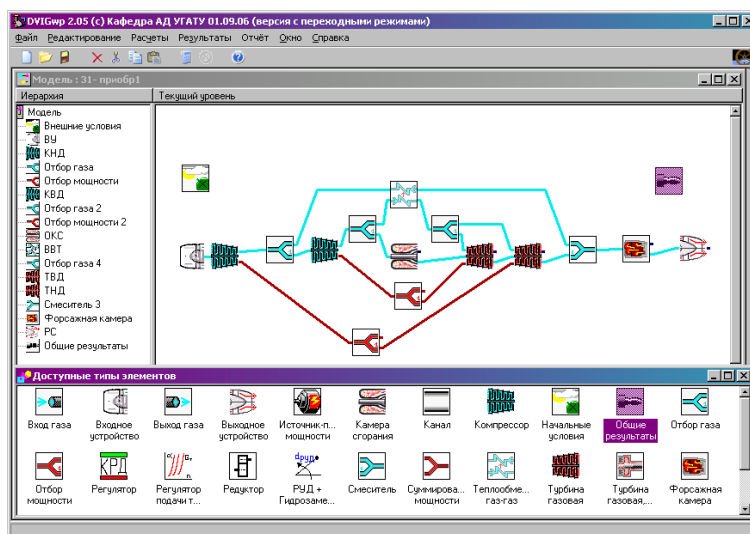 DVIGwp 2.05 (c) Кафедра АД УГАТУ 01.09.06 (версия с переходными режимами)
Файл Редактирование Расчеты Результаты Отчёт Окно Справка
Модель : 31- приобр1
Иерархия Текущий уровень
Модель
Внешние условия
ВУ
КНД
Отбор газа
Отбор мощности
КВД
Отбор газа 2
Отбор мощности 2
ОКС
ВВТ
Отбор газа 4
ТВД
ТНД
Смеситель 3
Форсажная камера
РС
Общие результаты
Доступные типы элементов
Вход газа
Входное устройство
Выход газа
Выходное устройство
Источник-п... мощности
Камера сгорания
Канал
Компрессор
Начальные условия
Общие результаты
Отбор газа
Отбор мощности
КРД
Регулятор
Регулятор подачи т...
Редуктор
РУД + Гидрозаме...
Смеситель
Суммирова... мощности
Теплообме... газ-газ
Турбина газовая
Турбина газовая,...
Форсажная камера